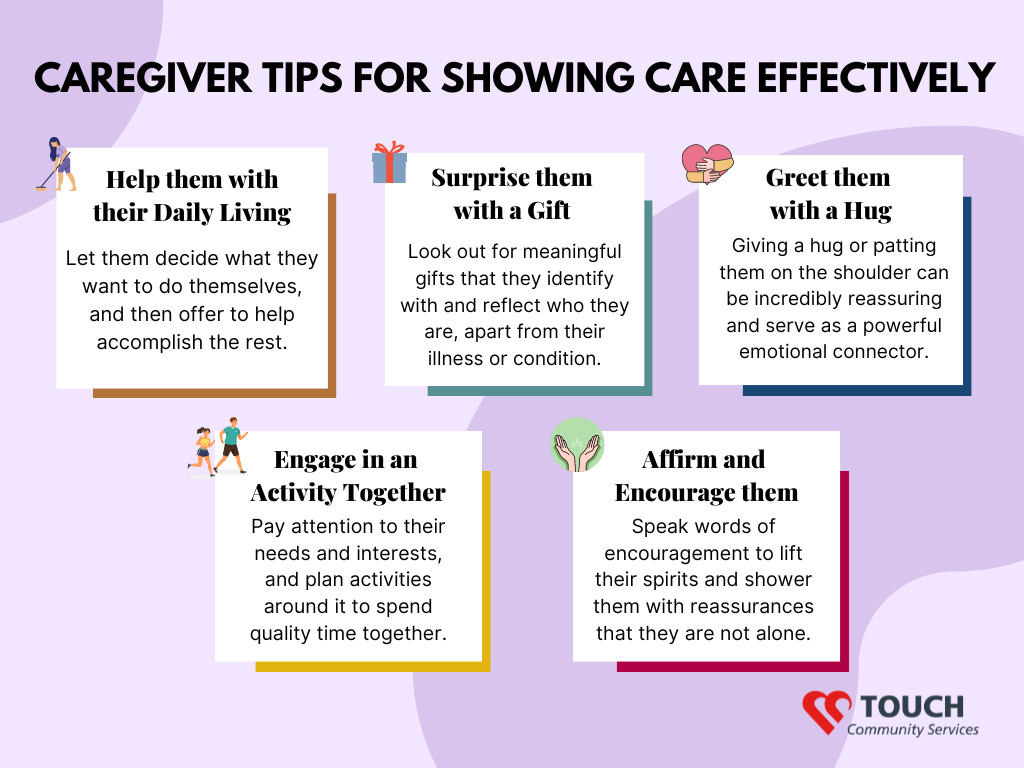 CAREGIVER TIPS FOR SHOWING CARE EFFECTIVELY
Help them with
their Daily Living
Let them decide what they
want to do themselves,
and then offer to help
accomplish the rest.
Surprise them
with a Gift
Look out for meaningful
gifts that they identify
with and reflect who they
are, apart from their
illness or condition.
Greet them
with a Hug
Giving a hug or patting
them on the shoulder can
be incredibly reassuring
and serve as a powerful
emotional connector.
Engage in an
Activity Together
Pay attention to their
needs and interests,
and plan activities
around it to spend
quality time together.
Affirm and
Encourage them
Speak words of
encouragement to lift
their spirits and shower
them with reassurances
that they are not alone.
TOUCH
Community Services